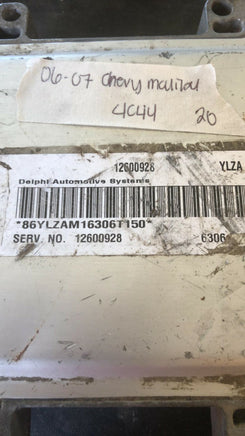 06-07 Chevy malibu
4C44 20
12600928 YLZA
Delphi Automotive Systems
*86YLZAM16306T150*
SERV. NO. 12600928 6306